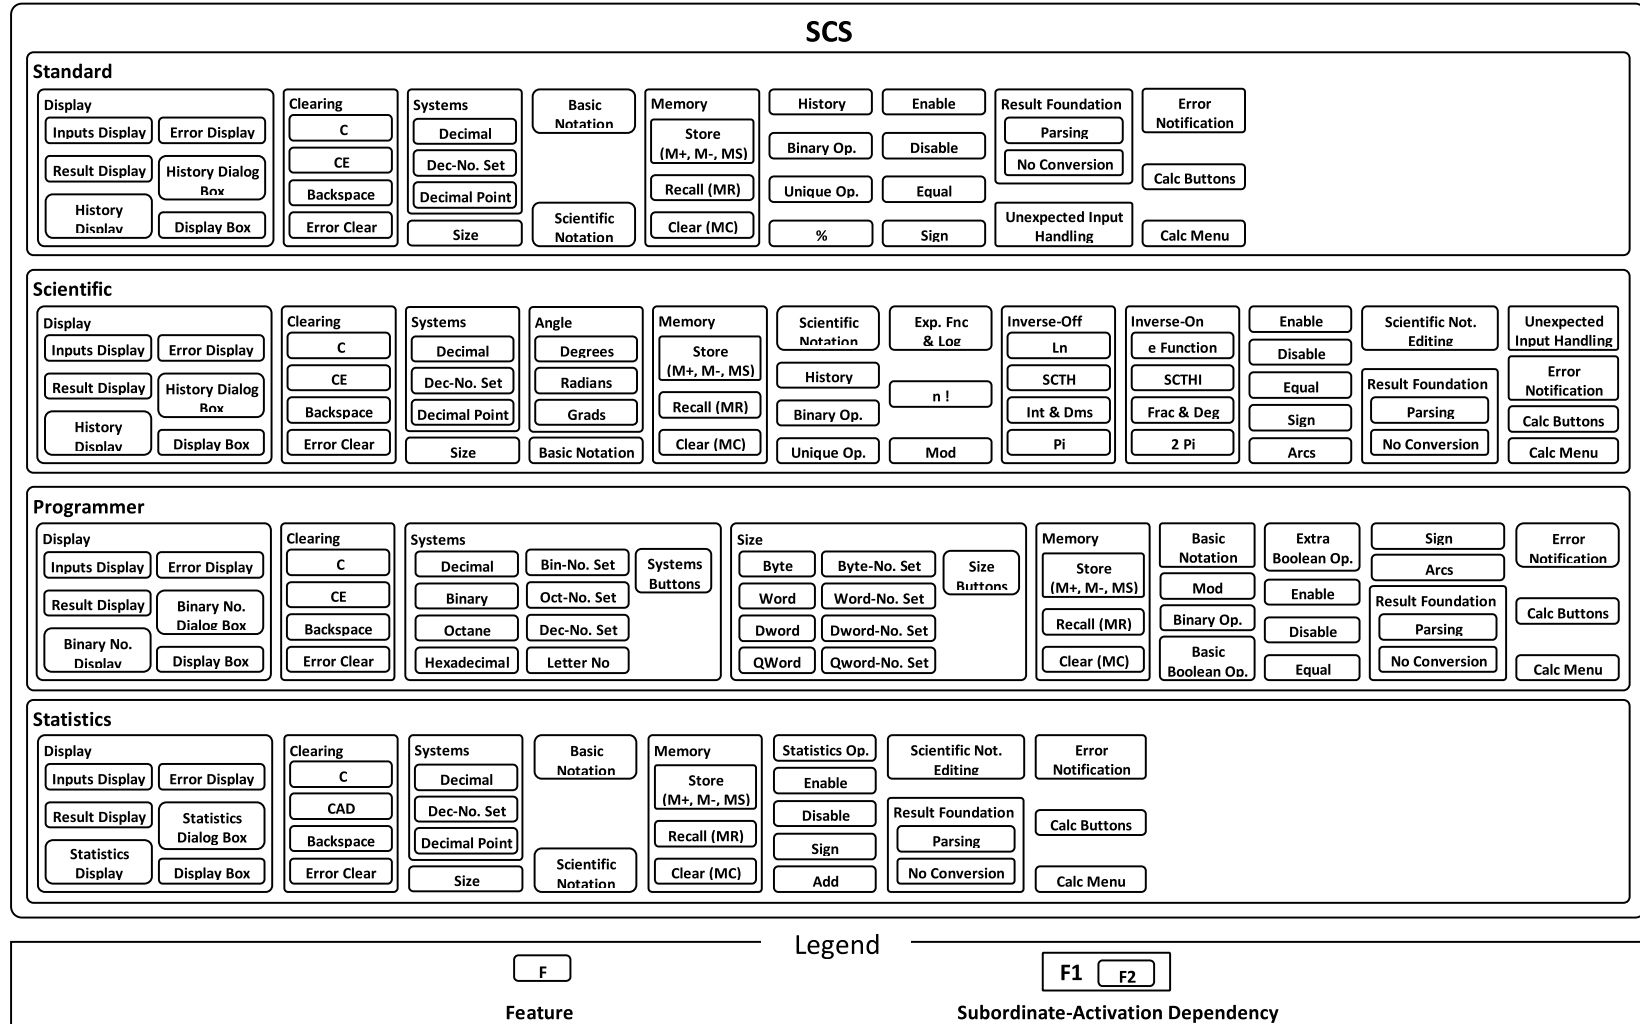 SCS
Standard
Display
Inputs Display
Error Display
Result Display
History Dialog
Box
History
Display
Display Box
Clearing
C
CE
Backspace
Error Clear
Systems
Decimal
Dec-No. Set
Decimal Point
Size
Basic
Notation
Scientific
Notation
Memory
Store
(M+, M-, MS)
Recall (MR)
Clear (MC)
History
Binary Op.
Unique Op.
%
Enable
Disable
Equal
Sign
Result Foundation
Parsing
No Conversion
Unexpected Input
Handling
Error
Notification
Calc Buttons
Calc Menu
Scientific
Display
Inputs Display
Error Display
Result Display
History Dialog
Box
History
Display
Display Box
Clearing
C
CE
Backspace
Error Clear
Systems
Decimal
Dec-No. Set
Decimal Point
Size
Angle
Degrees
Radians
Grads
Basic Notation
Memory
Store
(M+, M-, MS)
Recall (MR)
Clear (MC)
Scientific
Notation
History
Binary Op.
Unique Op.
Exp. Fnc
& Log
n !
Mod
Inverse-Off
Ln
SCTH
Int & Dms
Pi
Inverse-On
e Function
SCTHI
Frac & Deg
2 Pi
Enable
Disable
Equal
Sign
Arcs
Scientific Not.
Editing
Result Foundation
Parsing
No Conversion
Unexpected
Input Handling
Error
Notification
Calc Buttons
Calc Menu
Programmer
Display
Inputs Display
Error Display
Result Display
Binary No.
Dialog Box
Binary No.
Display
Display Box
Clearing
C
CE
Backspace
Error Clear
Systems
Decimal
Binary
Octane
Hexadecimal
Bin-No. Set
Oct-No. Set
Dec-No. Set
Letter No
Systems
Buttons
Size
Byte
Word
Dword
QWord
Byte-No. Set
Word-No. Set
Dword-No. Set
Qword-No. Set
Size
Buttons
Memory
Store
(M+, M-, MS)
Recall (MR)
Clear (MC)
Basic
Notation
Mod
Binary Op.
Basic
Boolean Op.
Extra
Boolean Op.
Enable
Disable
Equal
Sign
Arcs
Result Foundation
Parsing
No Conversion
Error
Notification
Calc Buttons
Calc Menu
Statistics
Display
Inputs Display
Error Display
Result Display
Statistics
Dialog Box
Statistics
Display
Display Box
Clearing
C
CAD
Backspace
Error Clear
Systems
Decimal
Dec-No. Set
Decimal Point
Size
Basic
Notation
Scientific
Notation
Memory
Store
(M+, M-, MS)
Recall (MR)
Clear (MC)
Statistics Op.
Enable
Disable
Sign
Add
Scientific Not.
Editing
Result Foundation
Parsing
No Conversion
Error
Notification
Calc Buttons
Calc Menu
Legend
F
Feature
F1
F2
Subordinate-Activation Dependency